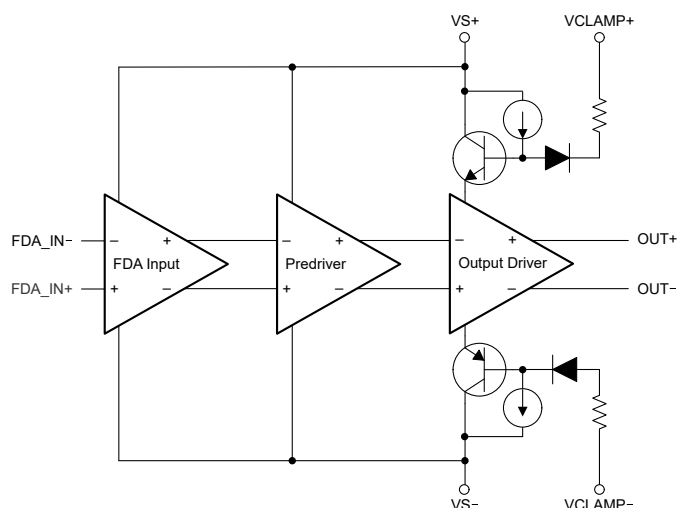 VS+ VCLAMP+
FDA_IN− − + − + − + OUT+
FDA Input Predriver Output Driver
FDA_IN+ + − + − + − OUT−
VS− VCLAMP−